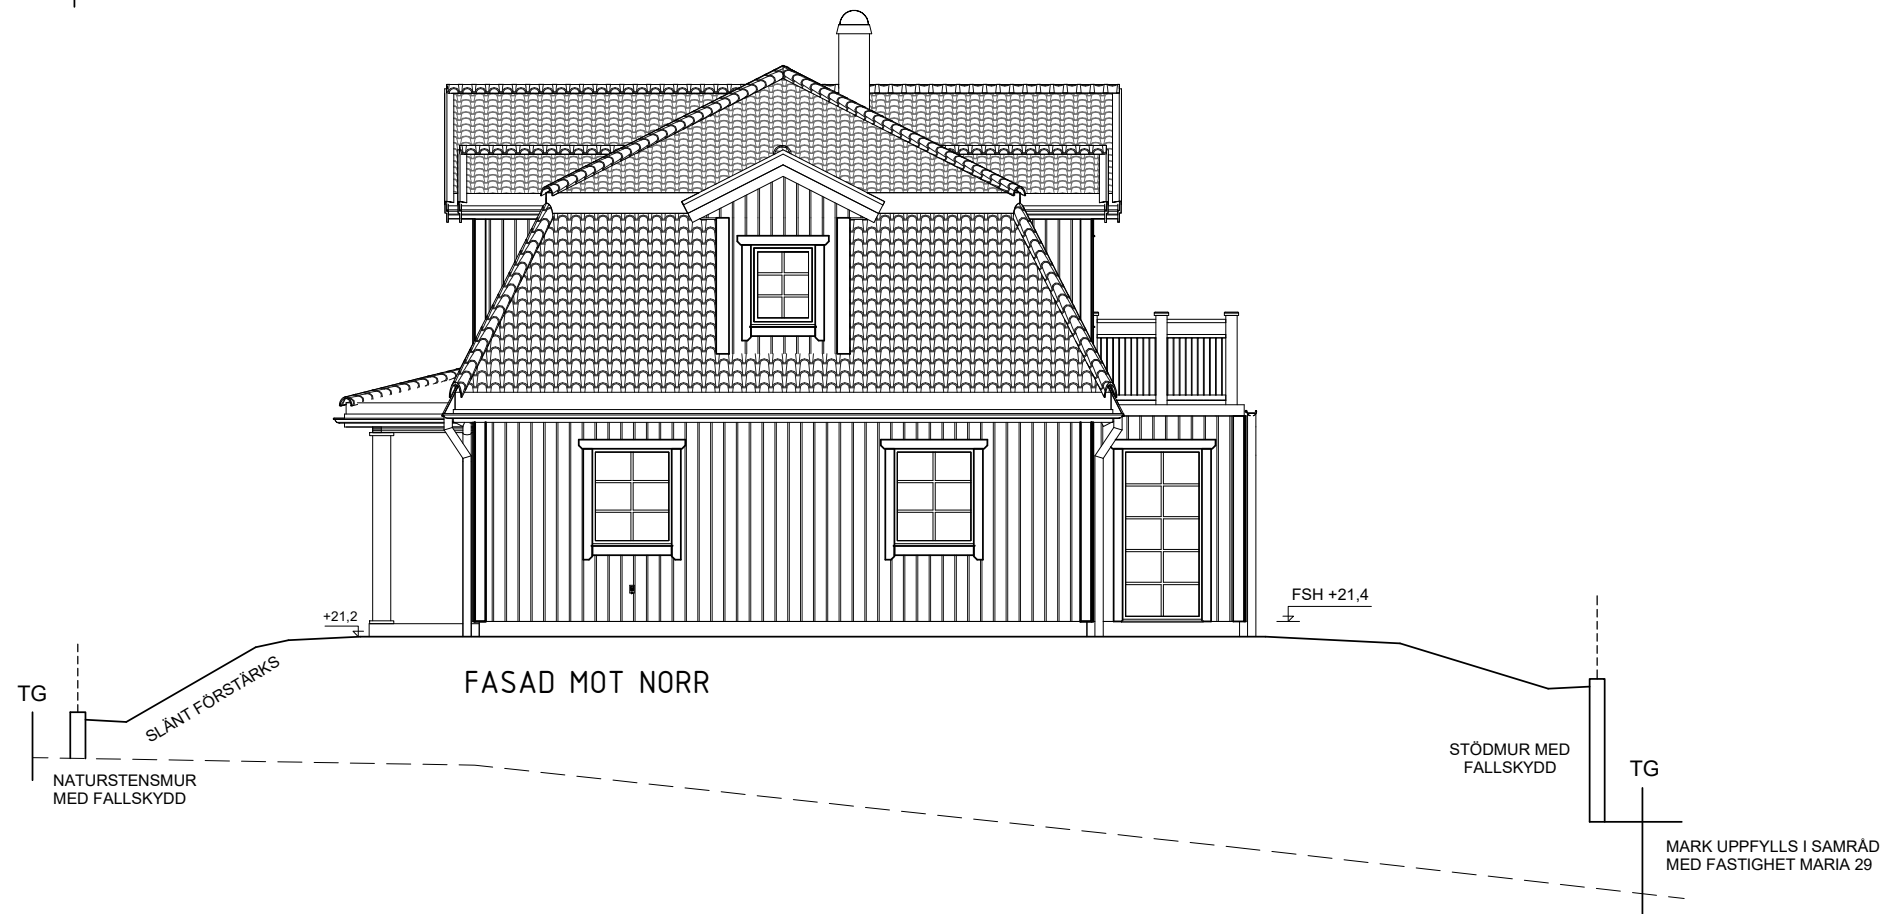 FSH +21,4
+21,2
FASAD MOT NORR
SLÄNT FÖRSTÄRKS
TG
NATURSTENSMUR
MED FALLSKYDD
STÖDMUR MED
FALLSKYDD
TG
MARK UPPFYLLS I SAMRÅD
MED FASTIGHET MARIA 29